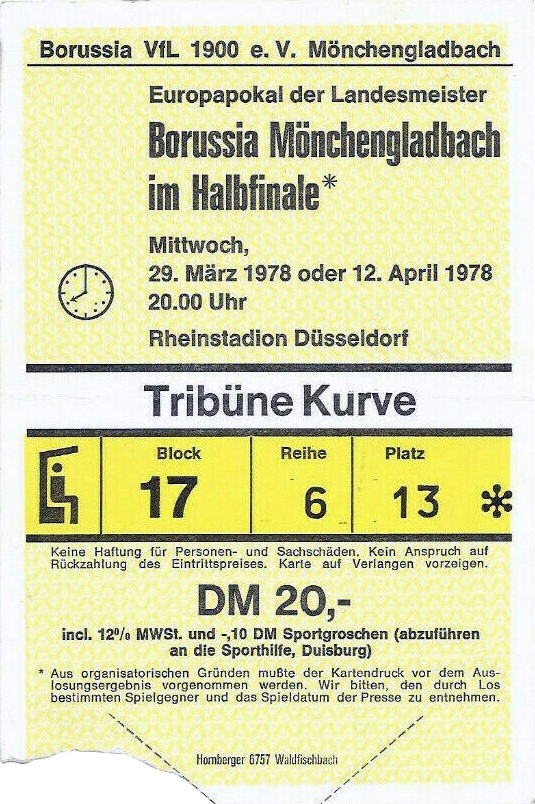 Borussia VfL 1900 e. V. Mönchengladbach
Europapokal der Landesmeister
Borussia Mönchengladbach
im Halbfinale*
Mittwoch,
29. März 1978 oder 12. April 1978
20.00 Uhr
Rheinstadion Düsseldorf
Tribüne Kurve
Block Reihe Platz
17 6 13 *
Keine Haftung für Personen- und Sachschäden. Kein Anspruch auf
Rückzahlung des Eintrittspreises. Karte auf Verlangen vorzeigen.
DM 20,-
incl. 12% MWSt. und -,10 DM Sportgroschen (abzuführen
an die Sporthilfe, Duisburg)
* Aus organisatorischen Gründen mußte der Kartendruck vor dem Aus-
losungsergebnis vorgenommen werden. Wir bitten, den durch Los
bestimmten Spielgegner und das Spieldatum der Presse zu entnehmen.
Homberger 6757 Waldfischbach